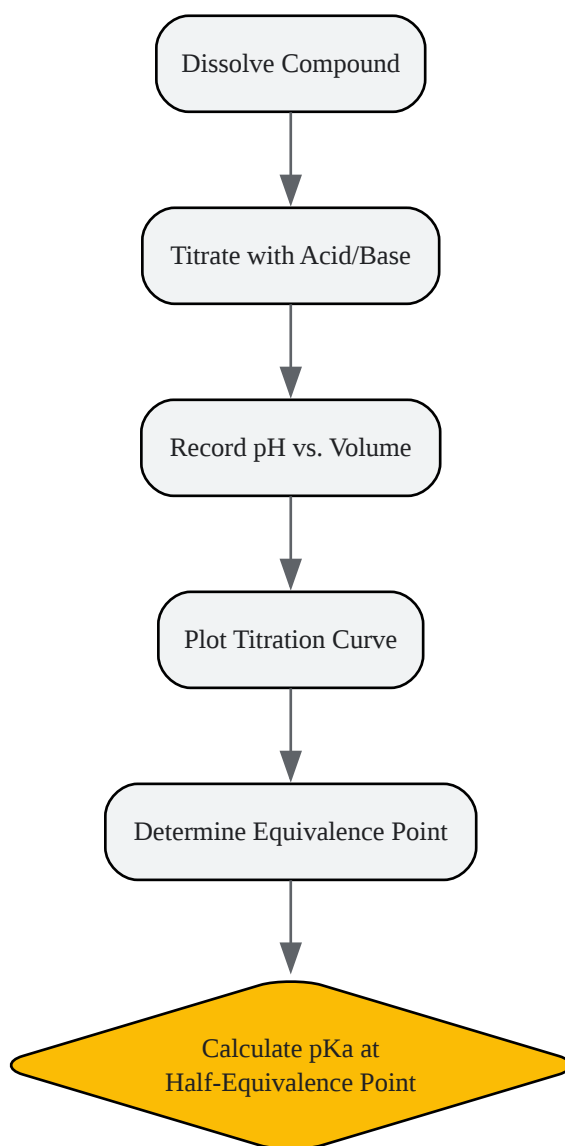 Dissolve Compound
Titrate with Acid/Base
Record pH vs. Volume
Plot Titration Curve
Determine Equivalence Point
Calculate pKa at
Half-Equivalence Point